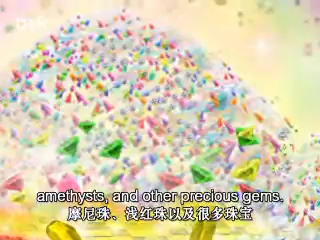 amethysts, and other precious gems.
摩尼珠、浅红珠以及很多珠宝